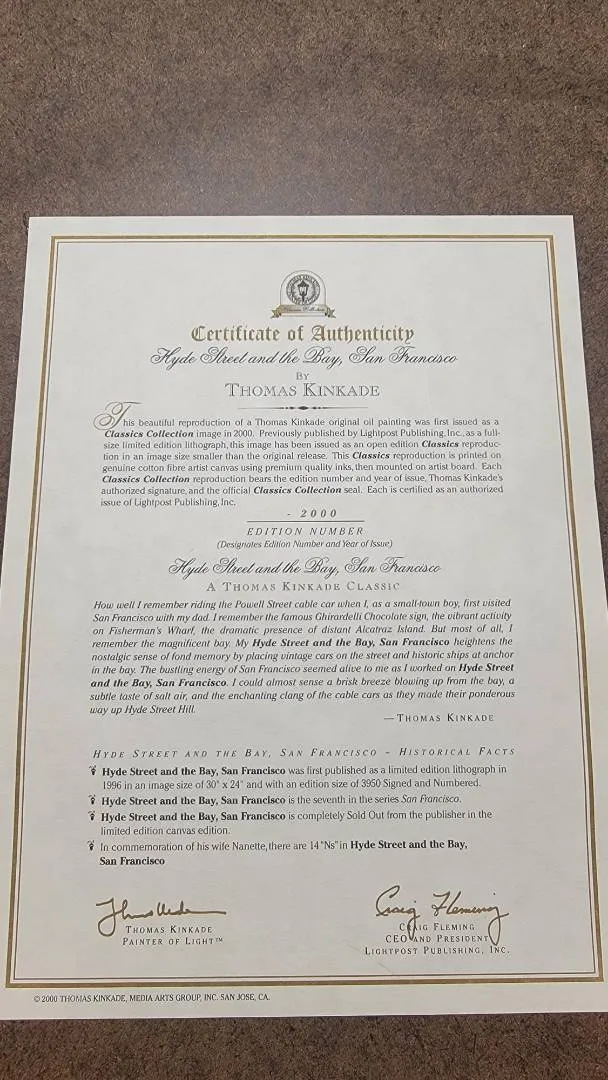 Certificate of Authenticity
Hyde Street and the Bay, San Francisco
BY
THOMAS KINKADE
This beautiful reproduction of a Thomas Kinkade original oil painting was first issued as a
Classics Collection image in 2000. Previously published by Lightpost Publishing, Inc., as a full-
size limited edition lithograph, this image has been issued as an open edition Classics reproduc-
tion in an image size smaller than the original release. This Classics reproduction is printed on
genuine cotton fibre artist canvas using premium quality inks, then mounted on artist board. Each
Classics Collection reproduction bears the edition number and year of issue, Thomas Kinkade's
authorized signature, and the official Classics Collection seal. Each is certified as an authorized
issue of Lightpost Publishing, Inc.
- 2000
EDITION NUMBER
(Designates Edition Number and Year of Issue)
Hyde Street and the Bay, San Francisco
A THOMAS KINKADE CLASSIC
How well I remember riding the Powell Street cable car when I, as a small-town boy, first visited
San Francisco with my dad. I remember the famous Ghirardelli Chocolate sign, the vibrant activity
on Fisherman's Wharf, the dramatic presence of distant Alcatraz Island. But most of all, I
remember the magnificent bay. My Hyde Street and the Bay, San Francisco heightens the
nostalgic sense of fond memory by placing vintage cars on the street and historic ships at anchor
in the bay. The bustling energy of San Francisco seemed alive to me as I worked on Hyde Street
and the Bay, San Francisco. I could almost sense a brisk breeze blowing up from the bay, a
subtle taste of salt air, and the enchanting clang of the cable cars as they made their ponderous
way up Hyde Street Hill.
—THOMAS KINKADE
HYDE STREET AND THE BAY, SAN FRANCISCO – HISTORICAL FACTS
Hyde Street and the Bay, San Francisco was first published as a limited edition lithograph in
1996 in an image size of 30" x 24" and with an edition size of 3950 Signed and Numbered.
Hyde Street and the Bay, San Francisco is the seventh in the series San Francisco.
Hyde Street and the Bay, San Francisco is completely Sold Out from the publisher in the
limited edition canvas edition.
In commemoration of his wife Nanette, there are 14 "Ns" in Hyde Street and the Bay,
San Francisco
Craig Fleming
THOMAS KINKADE
PAINTER OF LIGHT™
CRAIG FLEMING
CEO AND PRESIDENT
LIGHTPOST PUBLISHING, INC.
© 2000 THOMAS KINKADE, MEDIA ARTS GROUP, INC. SAN JOSE, CA.